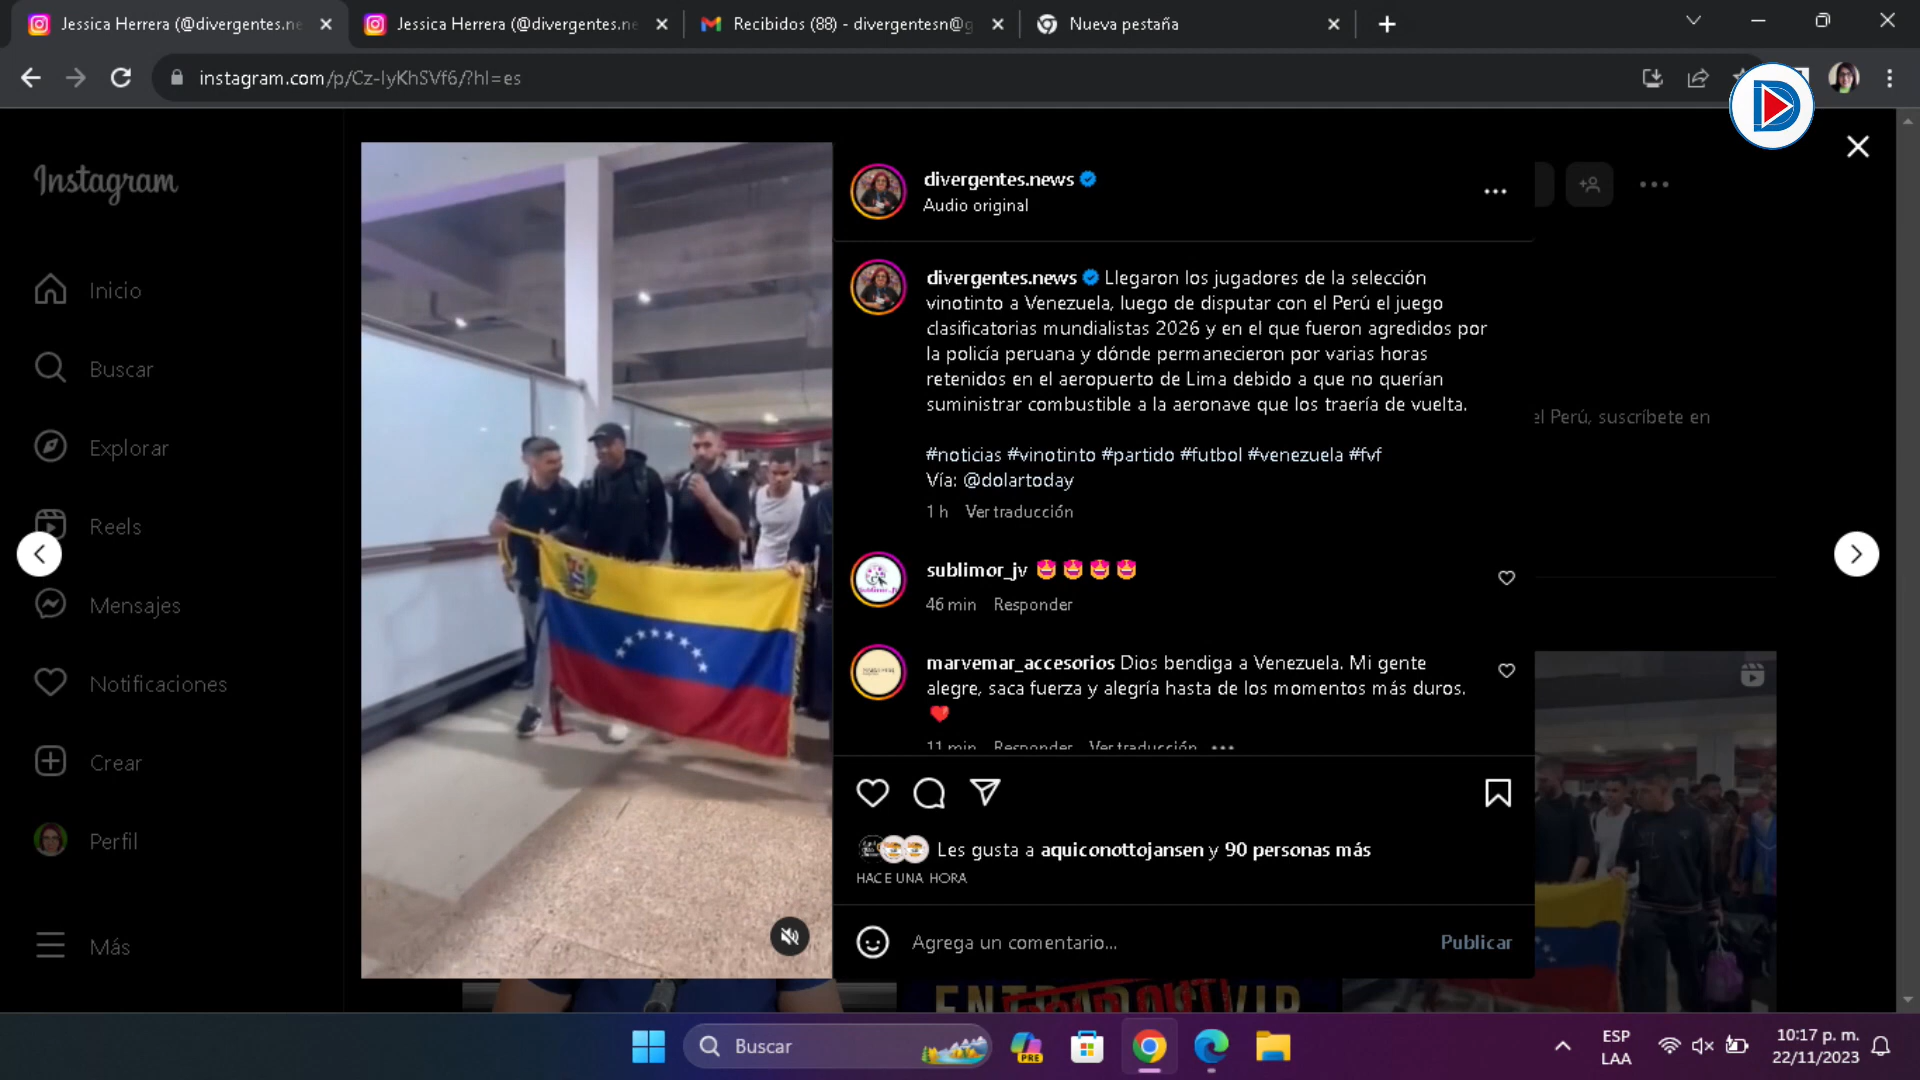 Jessica Herrera (@divergentes.ne
Jessica Herrera (@divergentes.ne
Recibidos (88) - divergentesn@g
Nueva pestaña
instagram.com/p/Cz-lyKhSVf6/?hl=es
Instagram
Inicio
Buscar
Explorar
Reels
Mensajes
Notificaciones
Crear
Perfil
Más
divergentes.news
Audio original
divergentes.news Llegaron los jugadores de la selección
vinotinto a Venezuela, luego de disputar con el Perú el juego
clasificatorias mundialistas 2026 y en el que fueron agredidos por
la policía peruana y dónde permanecieron por varias horas
retenidos en el aeropuerto de Lima debido a que no querían
suministrar combustible a la aeronave que los traería de vuelta.
#noticias #vinotinto #partido #futbol #venezuela #fvf
Vía: @dolartoday
1 h Ver traducción
sublimor_jv 🤩🤩🤩🤩
46 min Responder
marvemar_accesorios Dios bendiga a Venezuela. Mi gente
alegre, saca fuerza y alegría hasta de los momentos más duros.
♥️
11 min Responder Ver traducción
Les gusta a aquiconottojansen y 90 personas más
HACE UNA HORA
Agrega un comentario...
Publicar
el Perú, suscríbete en
Buscar
PRE
ESP
LAA
10:17 p. m.
22/11/2023